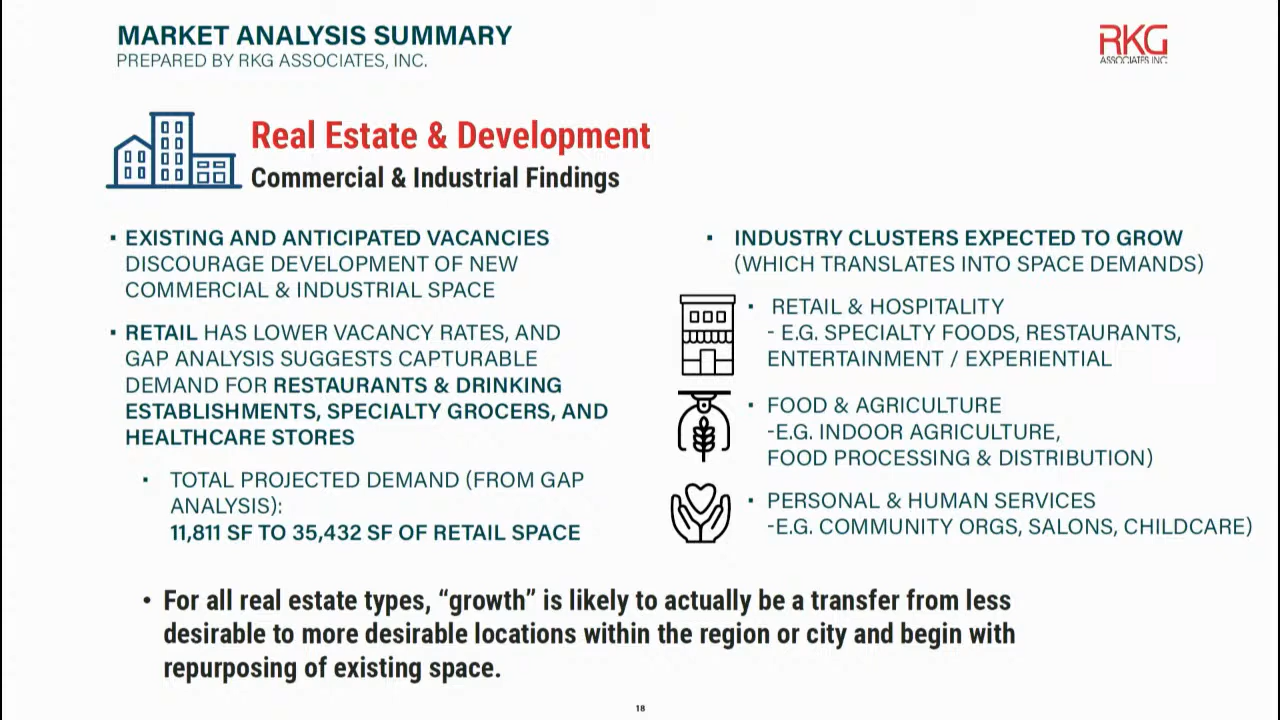 MARKET ANALYSIS SUMMARY
PREPARED BY RKG ASSOCIATES, INC.
RKG
ASSOCIATES INC
Real Estate & Development
Commercial & Industrial Findings
▪ EXISTING AND ANTICIPATED VACANCIES
DISCOURAGE DEVELOPMENT OF NEW
COMMERCIAL & INDUSTRIAL SPACE
▪ RETAIL HAS LOWER VACANCY RATES, AND
GAP ANALYSIS SUGGESTS CAPTURABLE
DEMAND FOR RESTAURANTS & DRINKING
ESTABLISHMENTS, SPECIALTY GROCERS, AND
HEALTHCARE STORES
▪ TOTAL PROJECTED DEMAND (FROM GAP
ANALYSIS):
11,811 SF TO 35,432 SF OF RETAIL SPACE
▪ INDUSTRY CLUSTERS EXPECTED TO GROW
(WHICH TRANSLATES INTO SPACE DEMANDS)
▪ RETAIL & HOSPITALITY
- E.G. SPECIALTY FOODS, RESTAURANTS,
ENTERTAINMENT / EXPERIENTIAL
▪ FOOD & AGRICULTURE
-E.G. INDOOR AGRICULTURE,
FOOD PROCESSING & DISTRIBUTION)
▪ PERSONAL & HUMAN SERVICES
-E.G. COMMUNITY ORGS, SALONS, CHILDCARE)
• For all real estate types, “growth” is likely to actually be a transfer from less
desirable to more desirable locations within the region or city and begin with
repurposing of existing space.
18